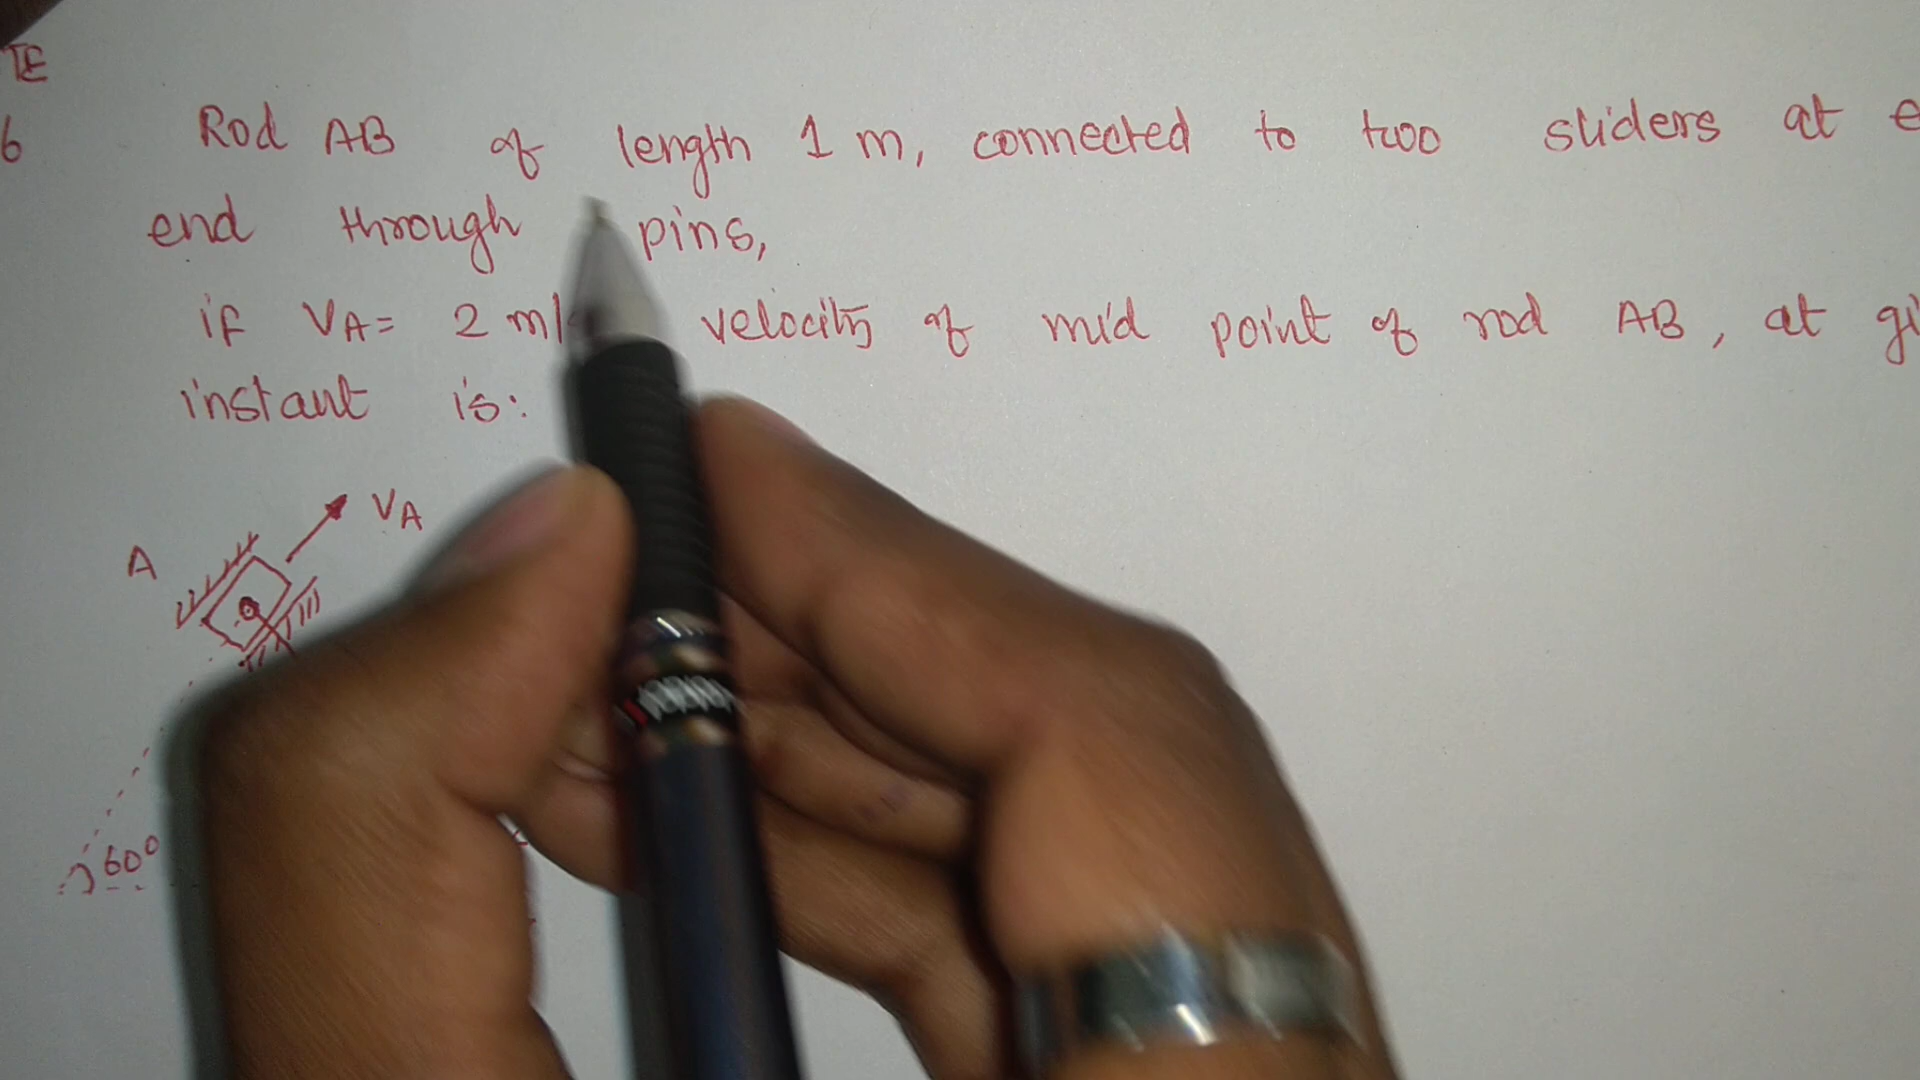 TE
6 Rod AB of length 1 m, connected to two sliders at
end through pins,
if VA = 2 m/ velocity of mid point of rod AB, at
instant is:
VA
A
60°